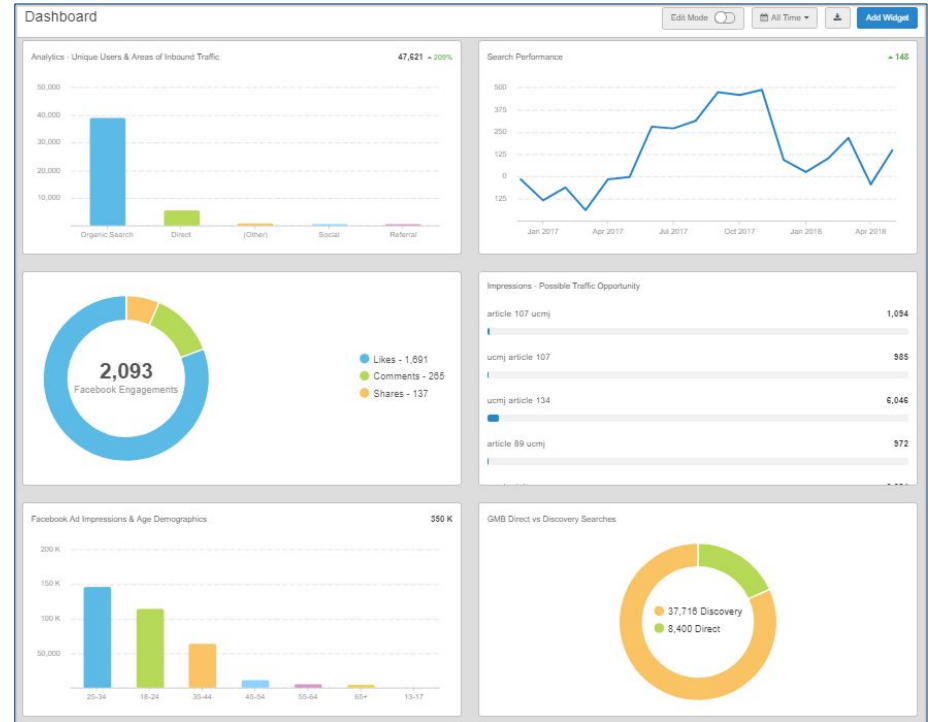 Dashboard
Edit Mode
All Time
Add Widget
Analytics - Unique Users & Areas of Inbound Traffic
47,621 209%
50,000
40,000
30,000
20,000
10,000
Organic Search Direct (Other) Social Referral
Search Performance
148
500
375
250
125
0
125
Jan 2017 Apr 2017 Jul 2017 Oct 2017 Jan 2018 Apr 2018
2,093
Facebook Engagements
Likes - 1,691
Comments - 265
Shares - 137
Impressions - Possible Traffic Opportunity
article 107 ucmj 1,094
ucmj article 107 985
ucmj article 134 6,046
article 89 ucmj 972
Facebook Ad Impressions & Age Demographics
350 K
200 K
150 K
100 K
50,000
25-34 18-24 35-44 45-54 55-64 65+ 13-17
GMB Direct vs Discovery Searches
37,716 Discovery
8,400 Direct